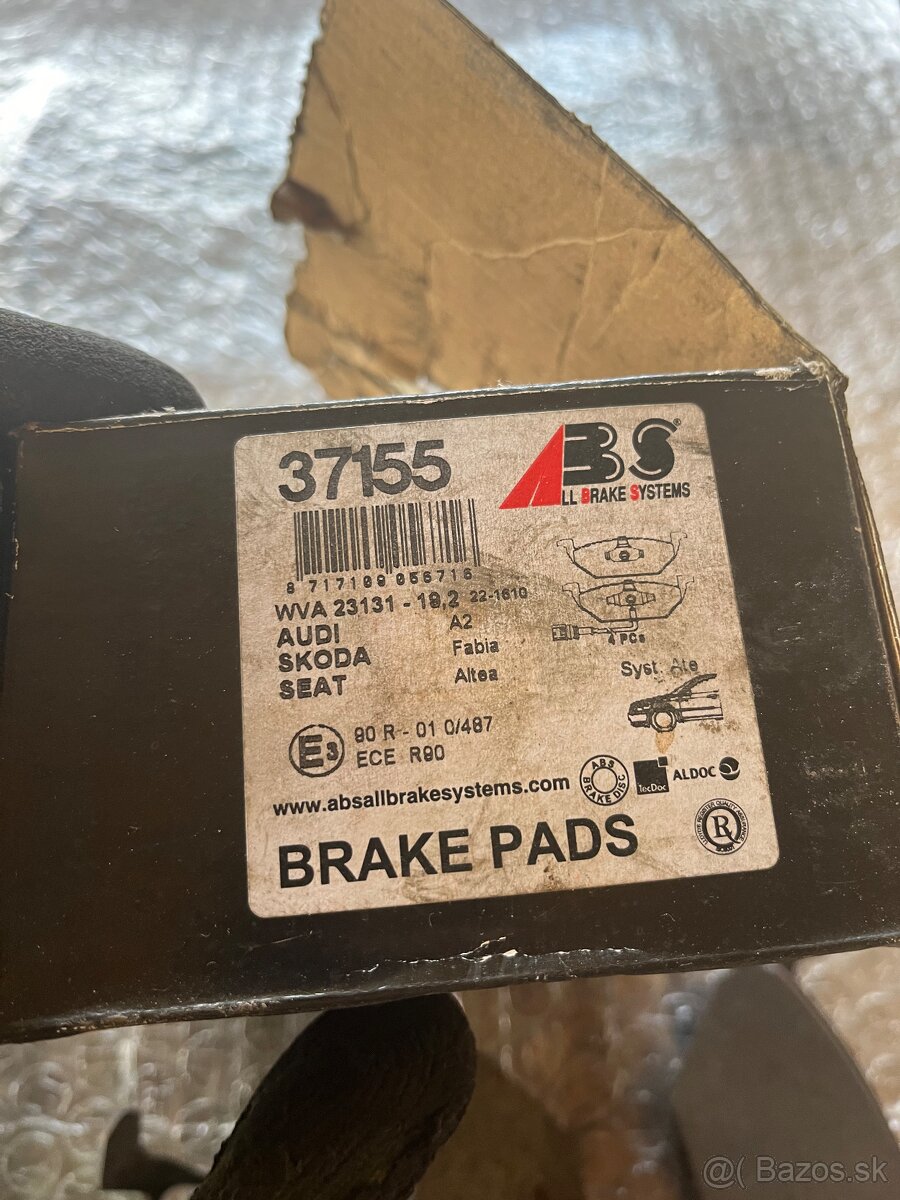 37155
ABS®
ALL BRAKE SYSTEMS
8 717109 056716
WVA 23131 - 19,2 22-1610
AUDI A2
SKODA Fabia
SEAT Altea
4 PCs
Syst. Ate
E3
90 R - 01 0/487
ECE R90
www.absallbrakesystems.com
ABS BRAKE DISC
TecDoc
ALDOC
R
BRAKE PADS
@( Bazos.sk